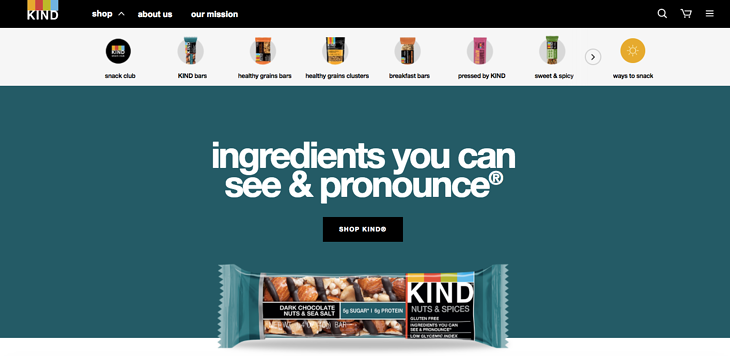 KIND
shop
about us
our mission
snack club
KIND bars
healthy grains bars
healthy grains clusters
breakfast bars
pressed by KIND
sweet & spicy
ways to snack
ingredients you can
see & pronounce®
SHOP KIND®
DARK CHOCOLATE
NUTS & SEA SALT
5g SUGAR* | 6g PROTEIN
KIND
NUTS & SPICES
GLUTEN FREE
INGREDIENTS YOU CAN
SEE & PRONOUNCE®
LOW GLYCEMIC INDEX